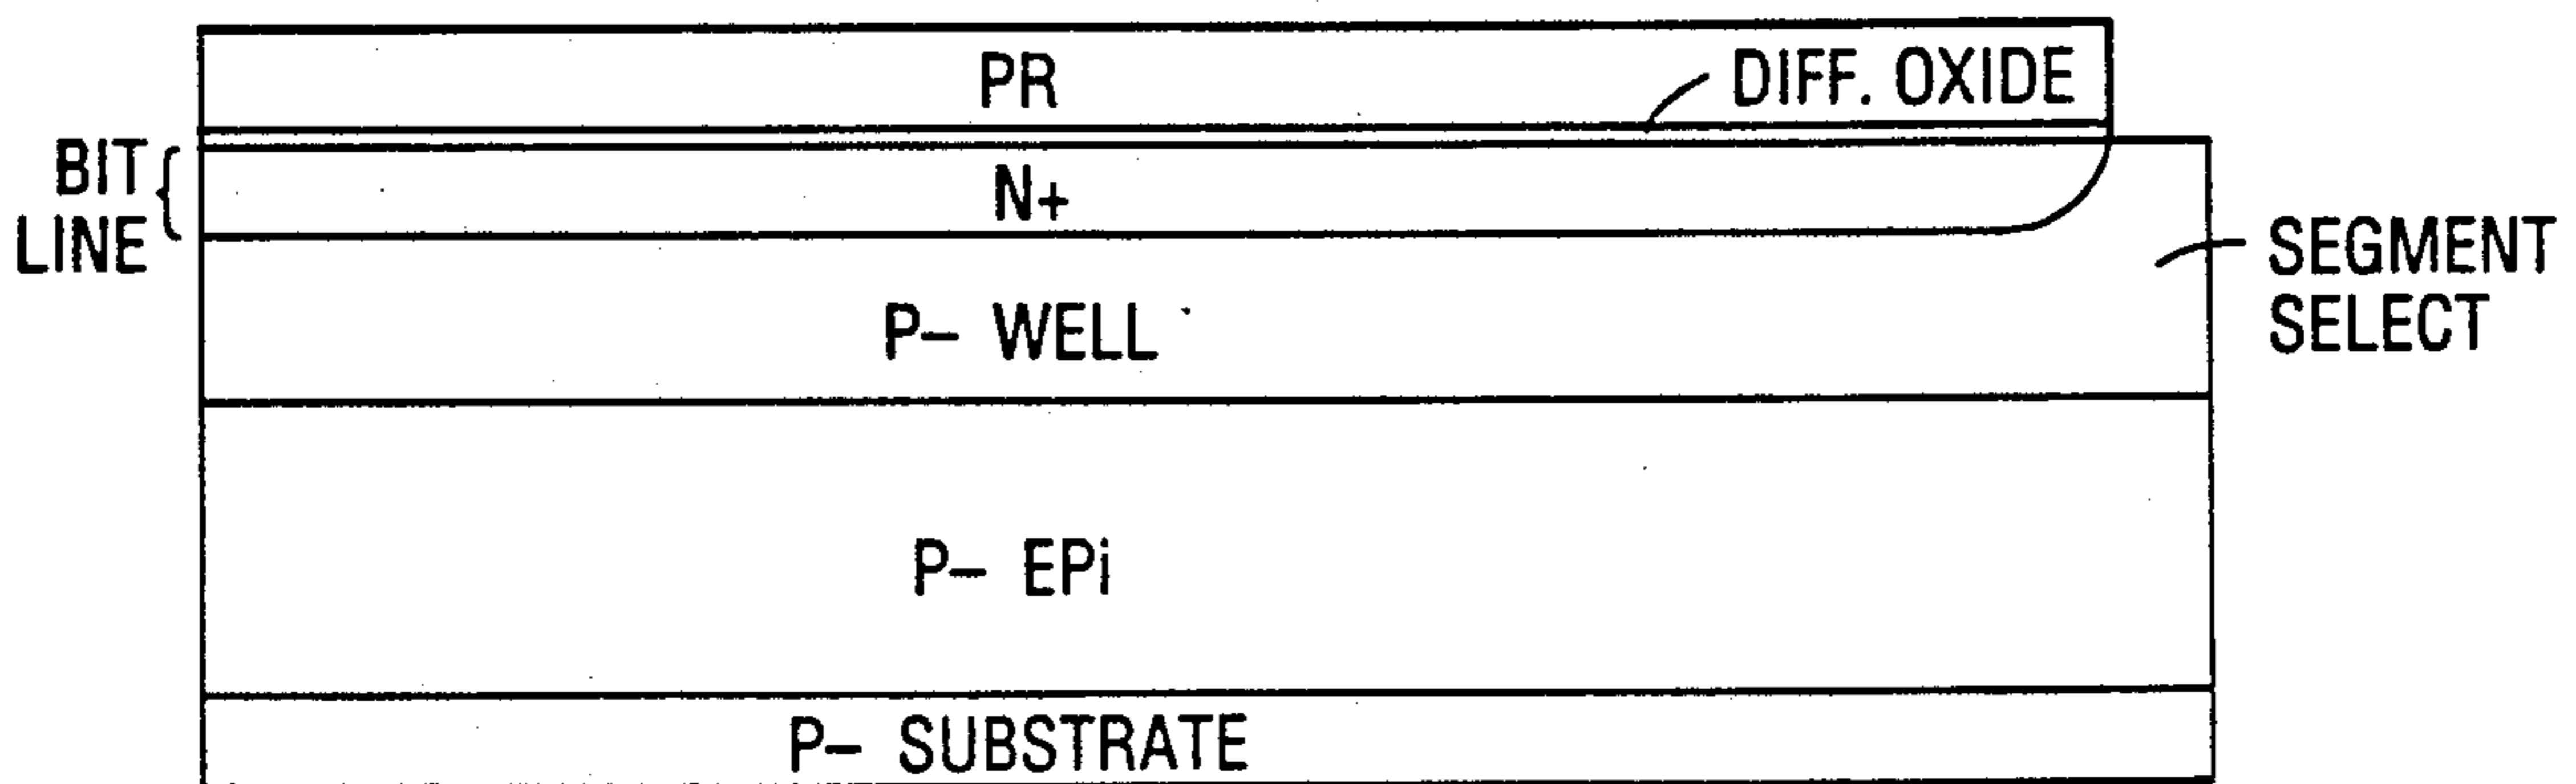 PR
DIFF. OXIDE
BIT
LINE
N+
SEGMENT
SELECT
P– WELL
P– EPi
P– SUBSTRATE